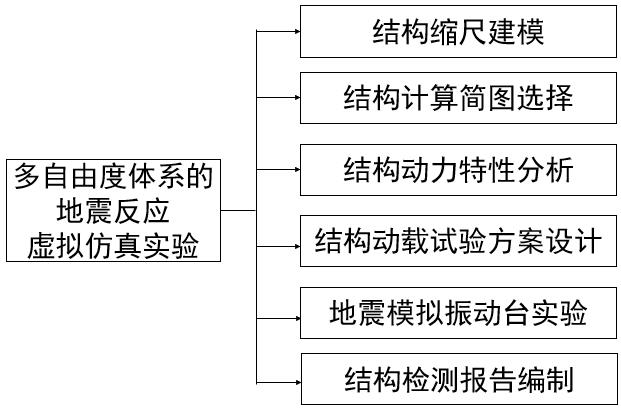 多自由度体系的
地震反应
虚拟仿真实验
结构缩尺建模
结构计算简图选择
结构动力特性分析
结构动载试验方案设计
地震模拟振动台实验
结构检测报告编制